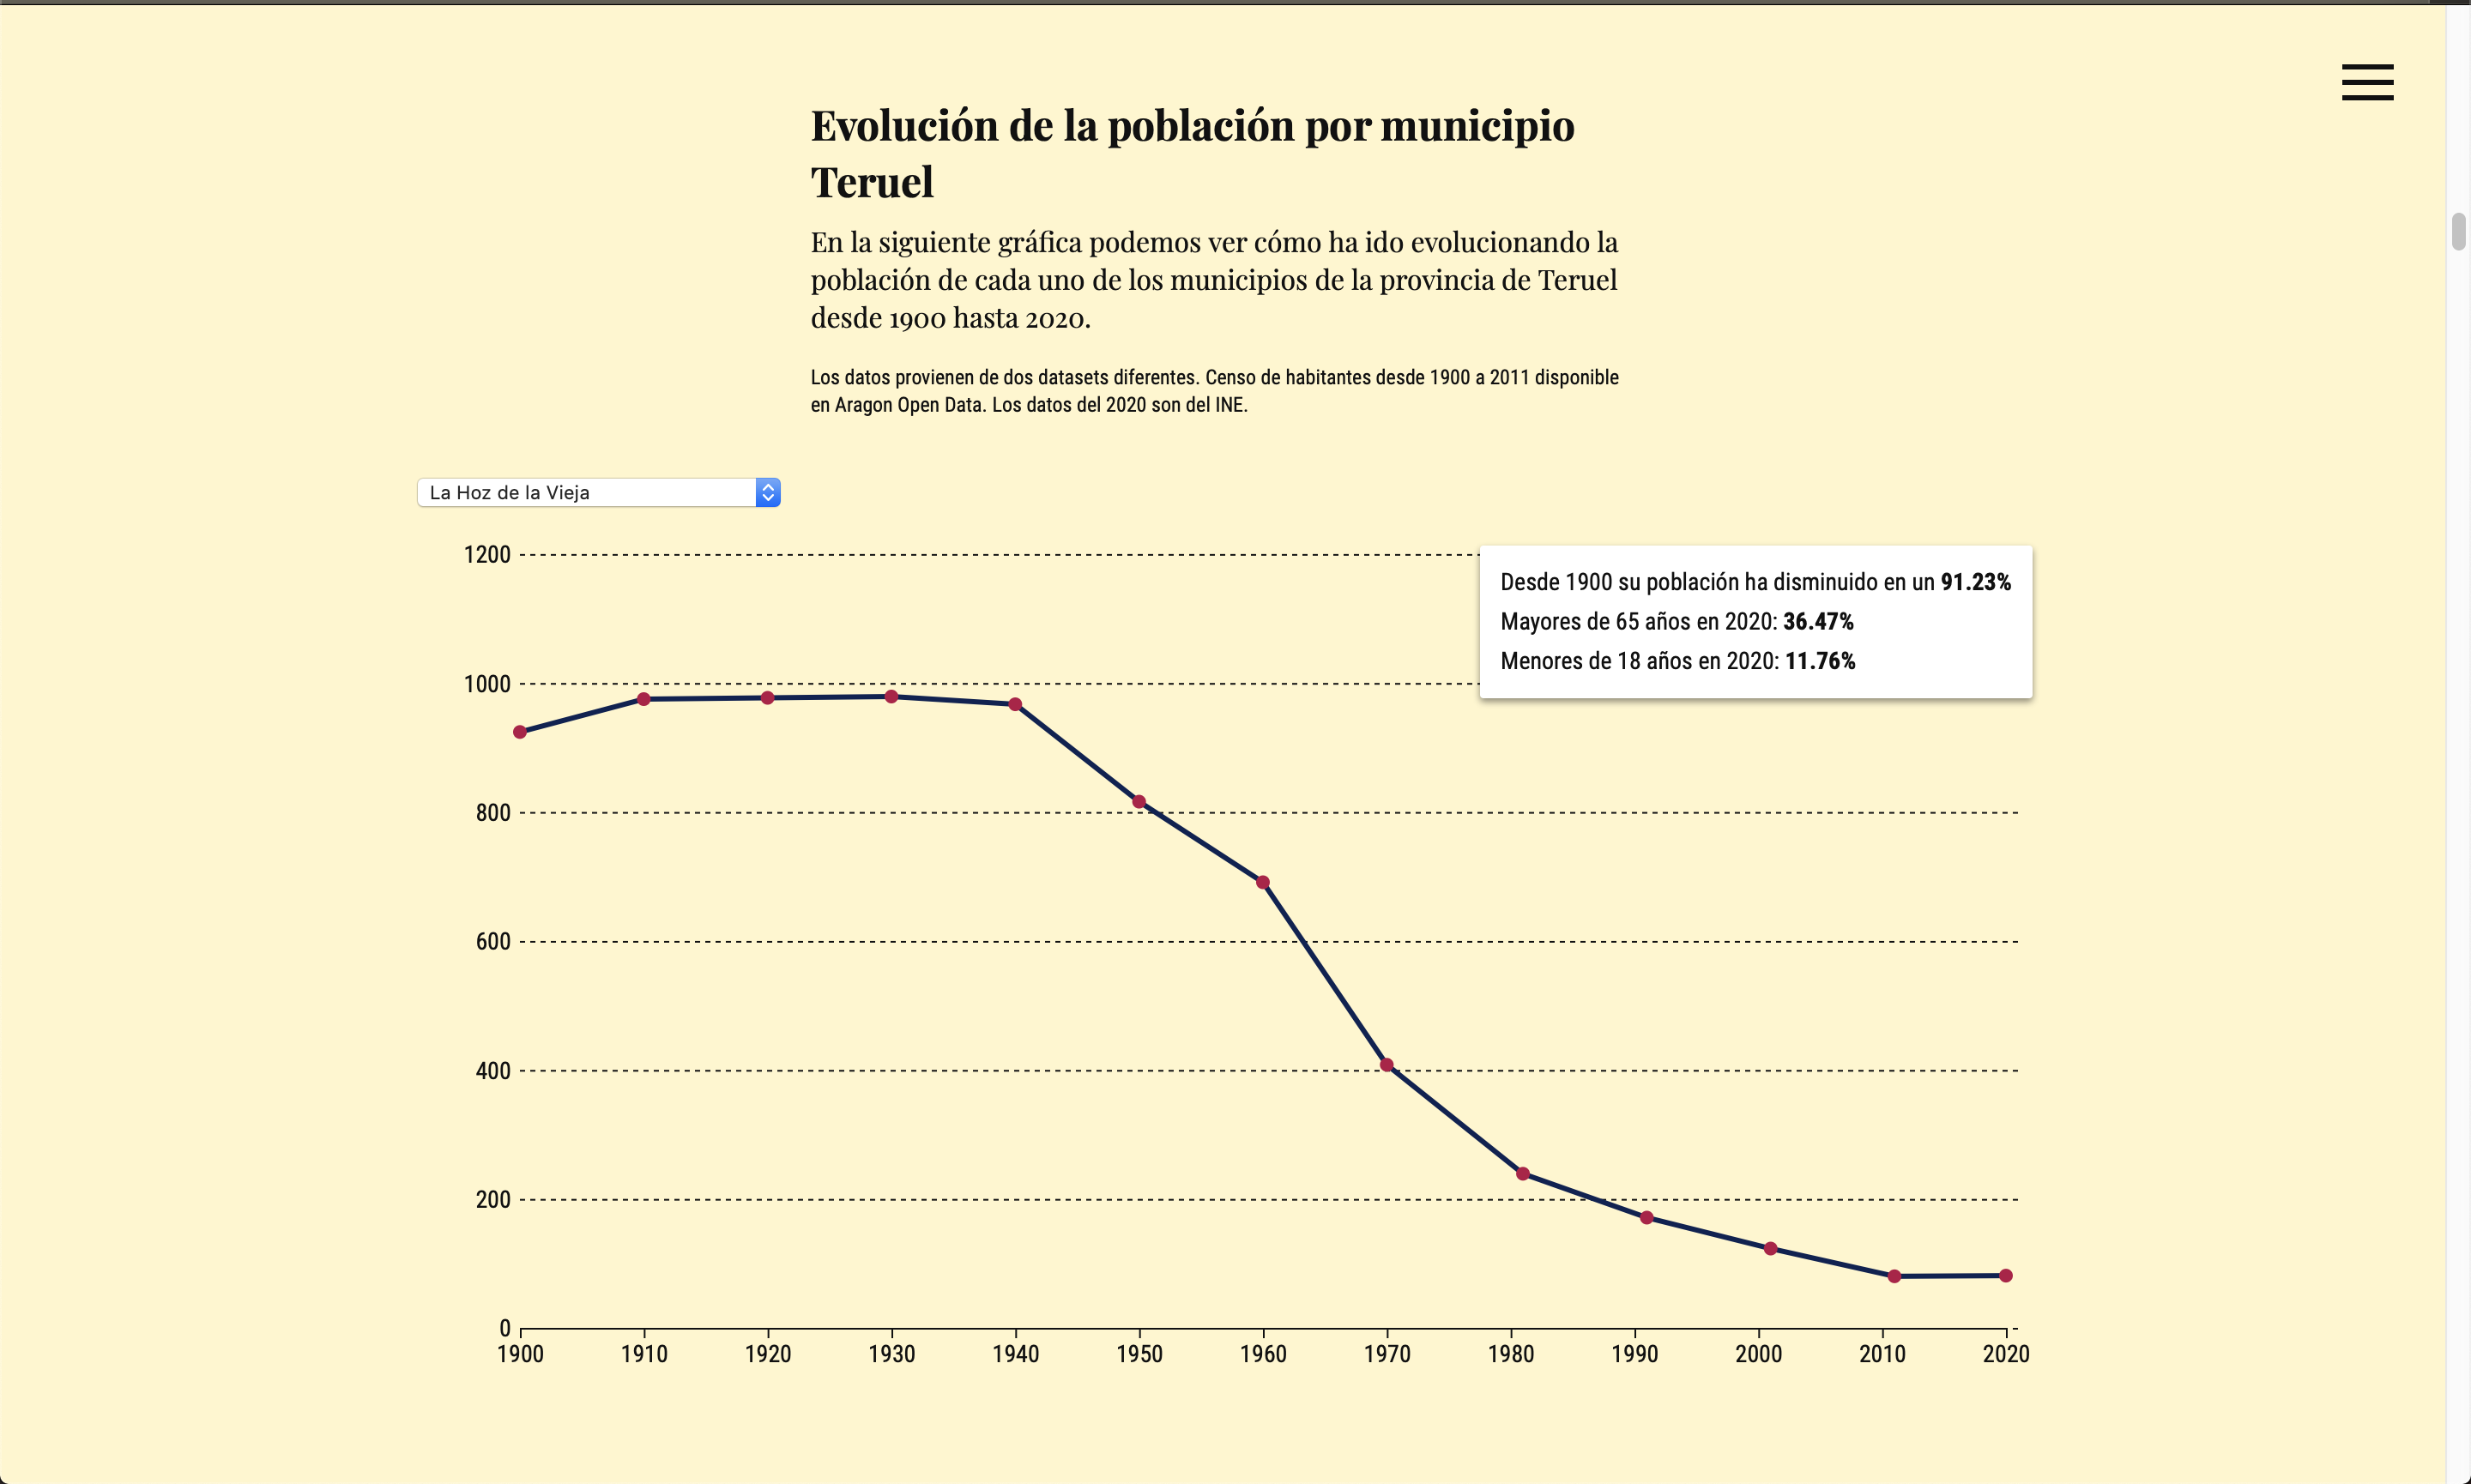 Evolución de la población por municipio
Teruel
En la siguiente gráfica podemos ver cómo ha ido evolucionando la
población de cada uno de los municipios de la provincia de Teruel
desde 1900 hasta 2020.
Los datos provienen de dos datasets diferentes. Censo de habitantes desde 1900 a 2011 disponible
en Aragon Open Data. Los datos del 2020 son del INE.
La Hoz de la Vieja
Desde 1900 su población ha disminuido en un 91.23%
Mayores de 65 años en 2020: 36.47%
Menores de 18 años en 2020: 11.76%
1200
1000
800
600
400
200
0
1900 1910 1920 1930 1940 1950 1960 1970 1980 1990 2000 2010 2020